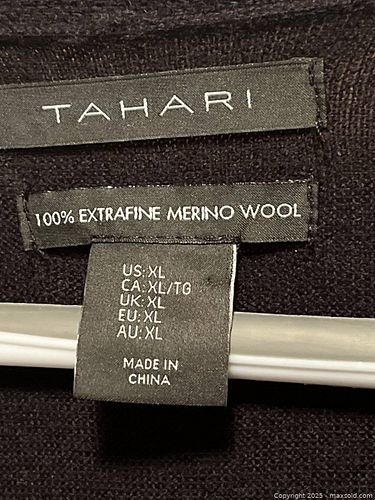 TAHARI
100% EXTRAFINE MERINO WOOL
US: XL
CA: XL/TG
UK: XL
EU: XL
AU: XL
MADE IN
CHINA
Copyright 2025 - maxsold.com